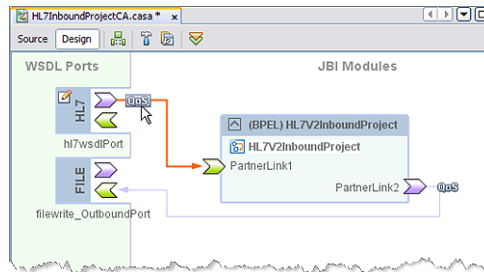 HL7InboundProjectCA.casa * x
Source Design
WSDL Ports
JBI Modules
HL7
QoS
hl7wsdlPort
(BPEL) HL7V2InboundProject
HL7V2InboundProject
PartnerLink1
PartnerLink2
QoS
FILE
filewrite_OutboundPort